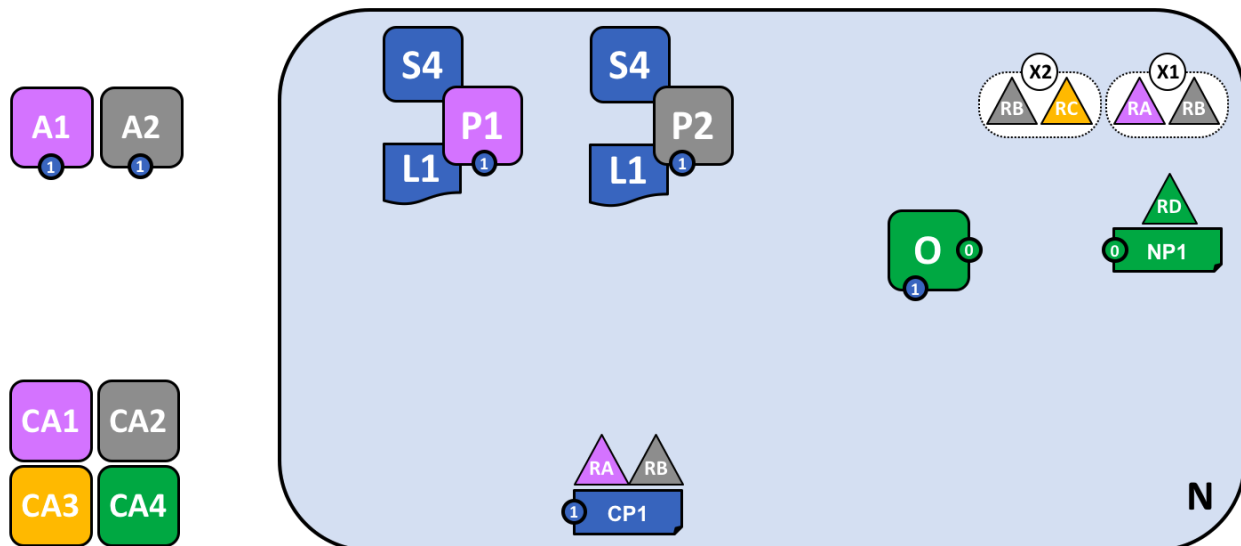 S4 S4 X2 X1
RB RC RA RB
A1 A2 P1 P2
1 1 1 1
L1 L1
RD
O 0 0 NP1
1
CA1 CA2
RA RB
CA3 CA4
1 CP1
N